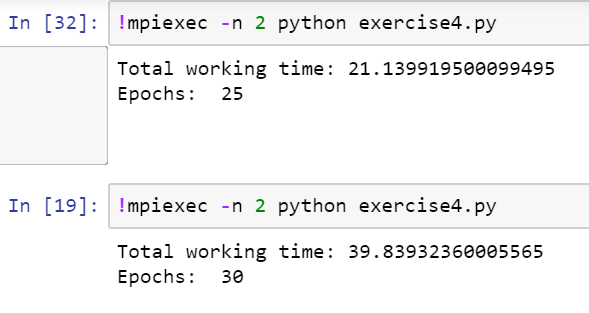 In [32]: !mpiexec -n 2 python exercise4.py
Total working time: 21.139919500099495
Epochs:  25
In [19]: !mpiexec -n 2 python exercise4.py
Total working time: 39.83932360005565
Epochs:  30